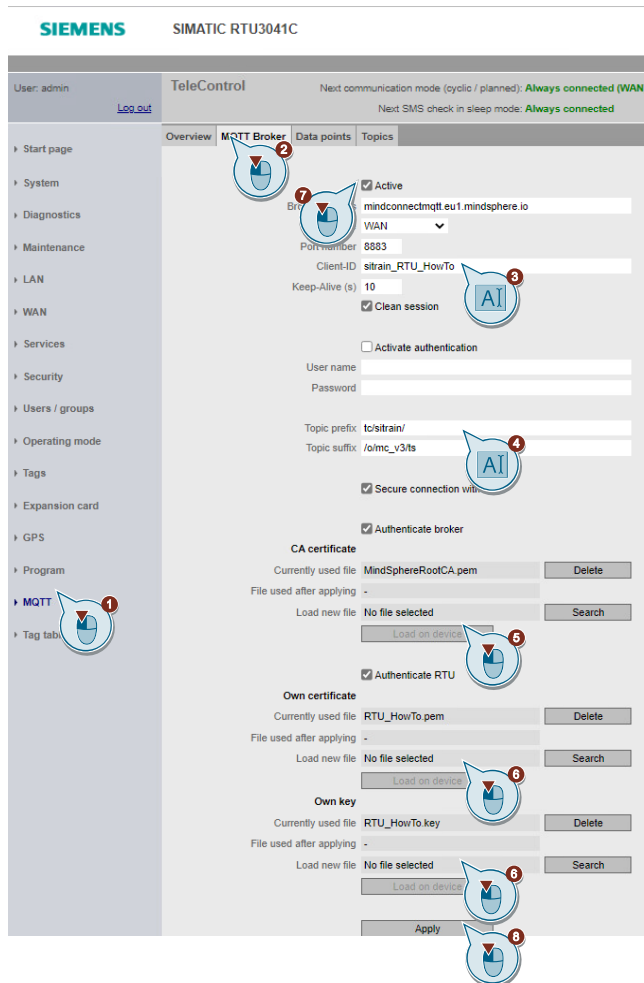 SIEMENS SIMATIC RTU3041C
User: admin
Log out
TeleControl
Next communication mode (cyclic / planned): Always connected (WAN
Next SMS check in sleep mode: Always connected
Start page
System
Diagnostics
Maintenance
LAN
WAN
Services
Security
Users / groups
Operating mode
Tags
Expansion card
GPS
Program
MQTT
1
Tag tab
Overview MQTT Broker Data points Topics
2
Active
7
mindconnectmqtt.eu1.mindsphere.io
WAN
Port number 8883
Client-ID sitrain_RTU_HowTo
3
AI
Keep-Alive (s) 10
Clean session
Activate authentication
User name
Password
Topic prefix tc/sitrain/
4
AI
Topic suffix /o/mc_v3/ts
Secure connection with
Authenticate broker
CA certificate
Currently used file MindSphereRootCA.pem Delete
File used after applying -
Load new file No file selected Search
Load on device
5
Authenticate RTU
Own certificate
Currently used file RTU_HowTo.pem Delete
File used after applying -
Load new file No file selected Search
Load on device
6
Own key
Currently used file RTU_HowTo.key Delete
File used after applying -
Load new file No file selected Search
Load on device
6
Apply
8